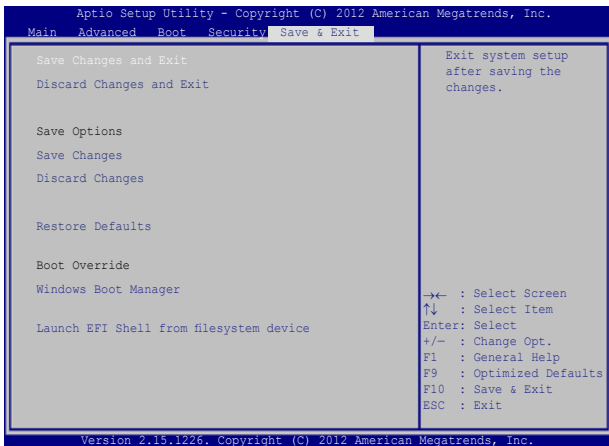 Aptio Setup Utility - Copyright (C) 2012 American Megatrends, Inc.
Main Advanced Boot Security Save & Exit
Save Changes and Exit
Discard Changes and Exit
Save Options
Save Changes
Discard Changes
Restore Defaults
Boot Override
Windows Boot Manager
Launch EFI Shell from filesystem device
Exit system setup
after saving the
changes.
→← : Select Screen
↑↓ : Select Item
Enter: Select
+/— : Change Opt.
F1 : General Help
F9 : Optimized Defaults
F10 : Save & Exit
ESC : Exit
Version 2.15.1226. Copyright (C) 2012 American Megatrends, Inc.